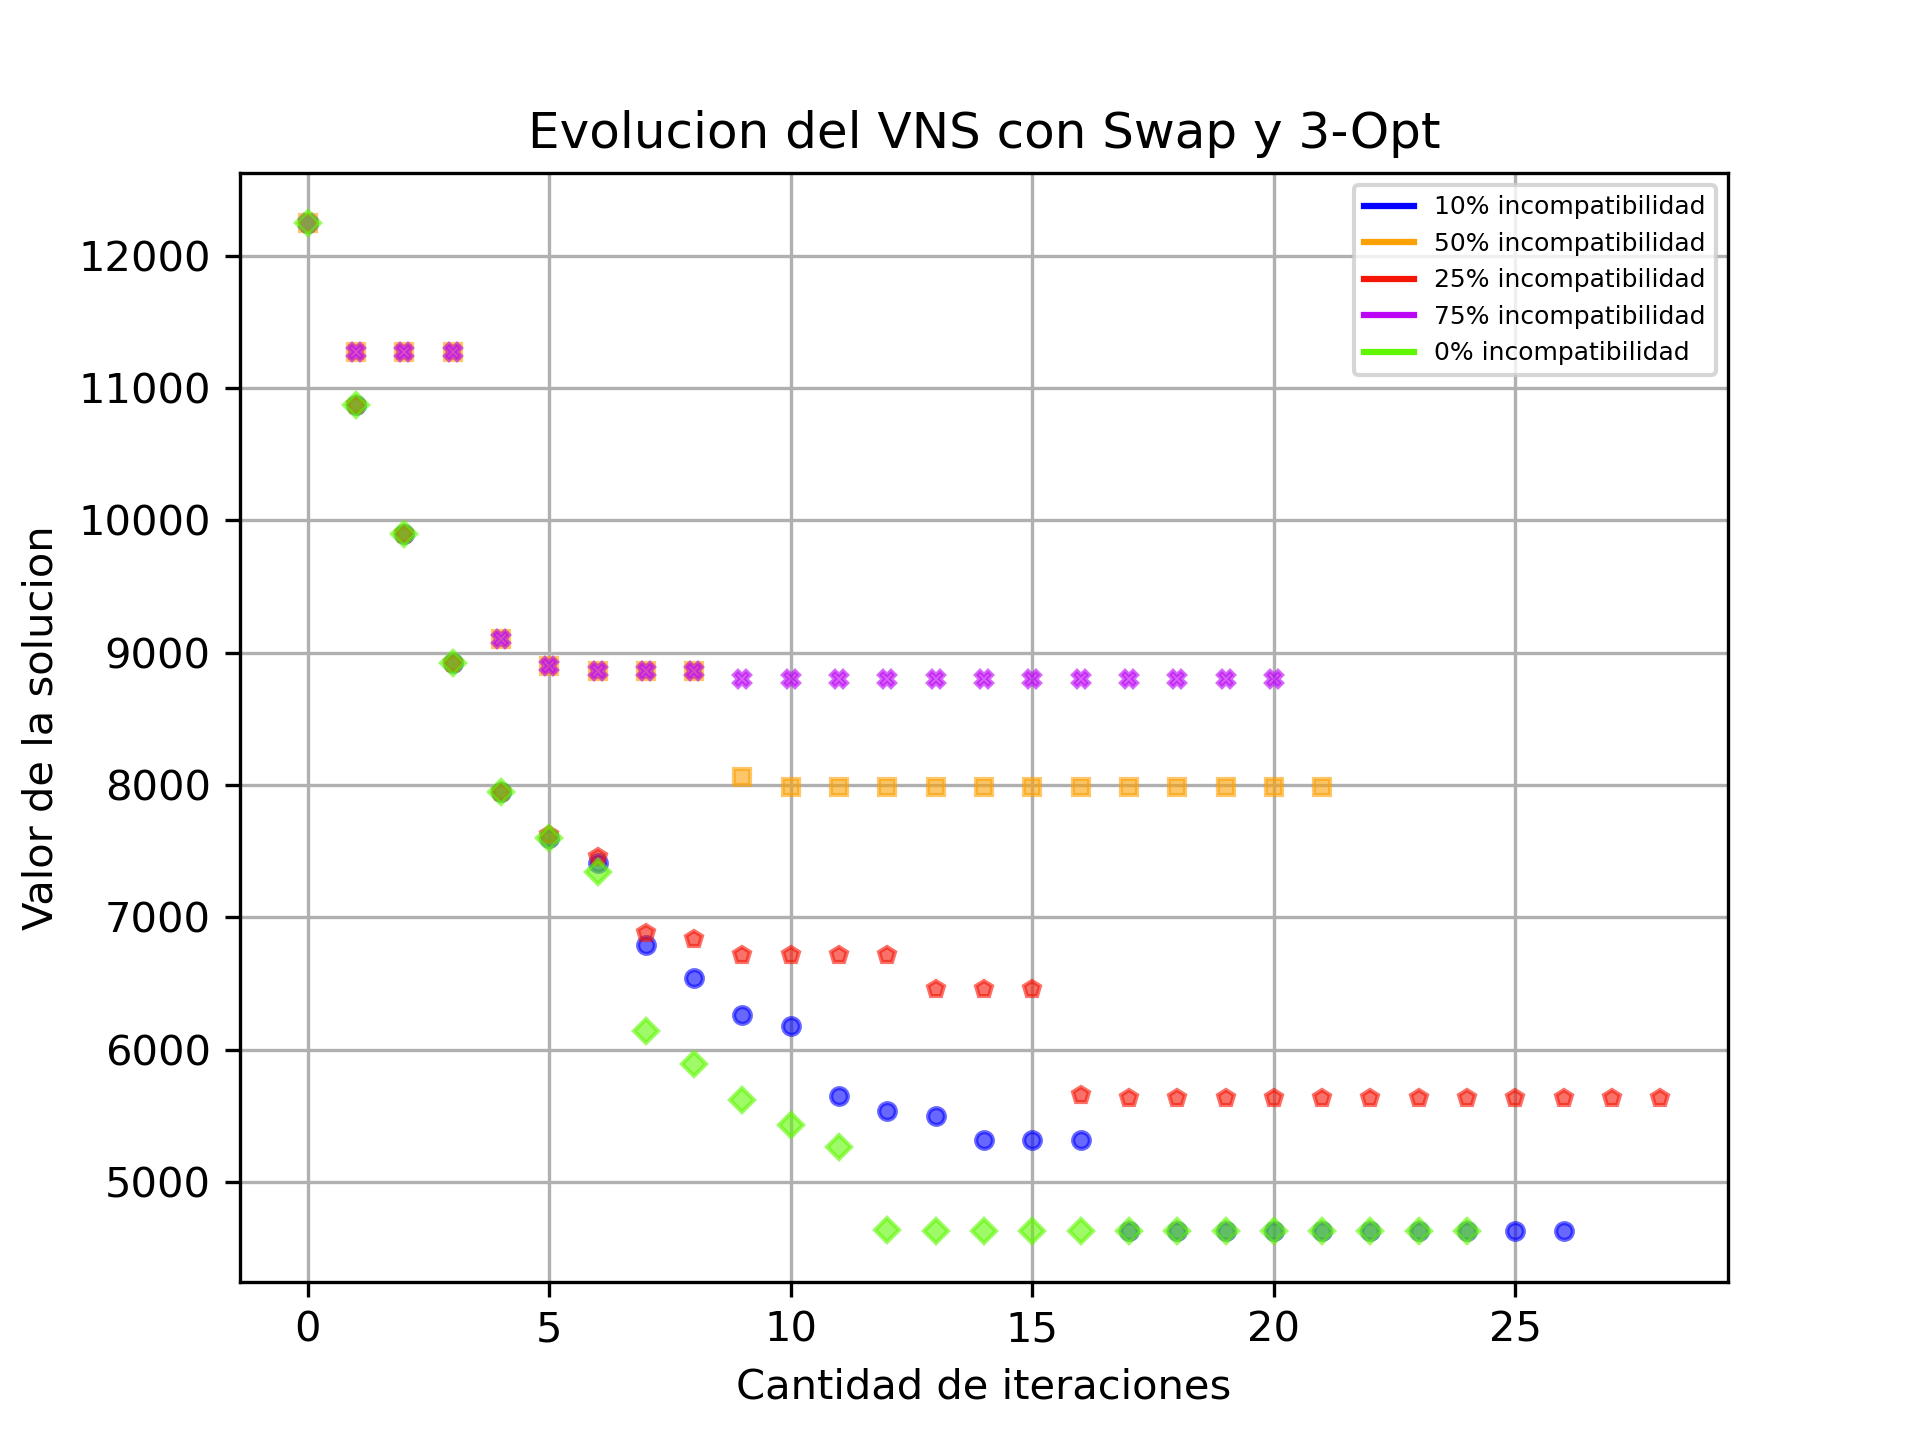 Evolucion del VNS con Swap y 3-Opt
10% incompatibilidad
50% incompatibilidad
25% incompatibilidad
75% incompatibilidad
0% incompatibilidad
Valor de la solucion
12000
11000
10000
9000
8000
7000
6000
5000
0 5 10 15 20 25
Cantidad de iteraciones